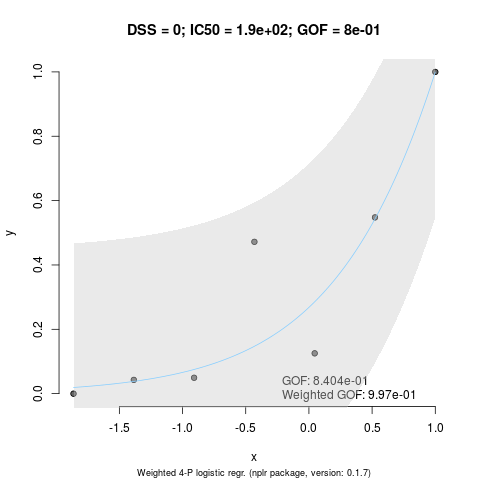 DSS = 0; IC50 = 1.9e+02; GOF = 8e-01
y
1.0
0.8
0.6
0.4
0.2
0.0
GOF: 8.404e-01
Weighted GOF: 9.97e-01
-1.5 -1.0 -0.5 0.0 0.5 1.0
x
Weighted 4-P logistic regr. (nplr package, version: 0.1.7)